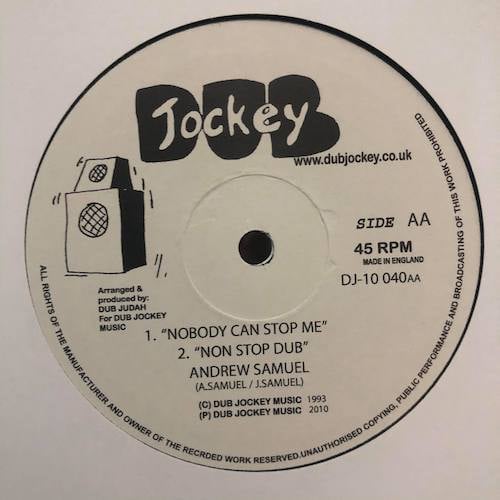 DUB
Jockey
www.dubjockey.co.uk
SIDE AA
45 RPM
MADE IN ENGLAND
DJ-10 040AA
Arranged &
produced by:
DUB JUDAH
For DUB JOCKEY
MUSIC
1. "NOBODY CAN STOP ME"
2. "NON STOP DUB"
ANDREW SAMUEL
(A.SAMUEL / J.SAMUEL)
(C) DUB JOCKEY MUSIC 1993
(P) DUB JOCKEY MUSIC 2010
ALL RIGHTS OF THE MANUFACTURER AND OWNER OF THE RECRDED WORK RESERVED.UNAUTHORISED COPYING, PUBLIC PERFORMANCE AND BROADCASTING OF THIS WORK PROHIBITED